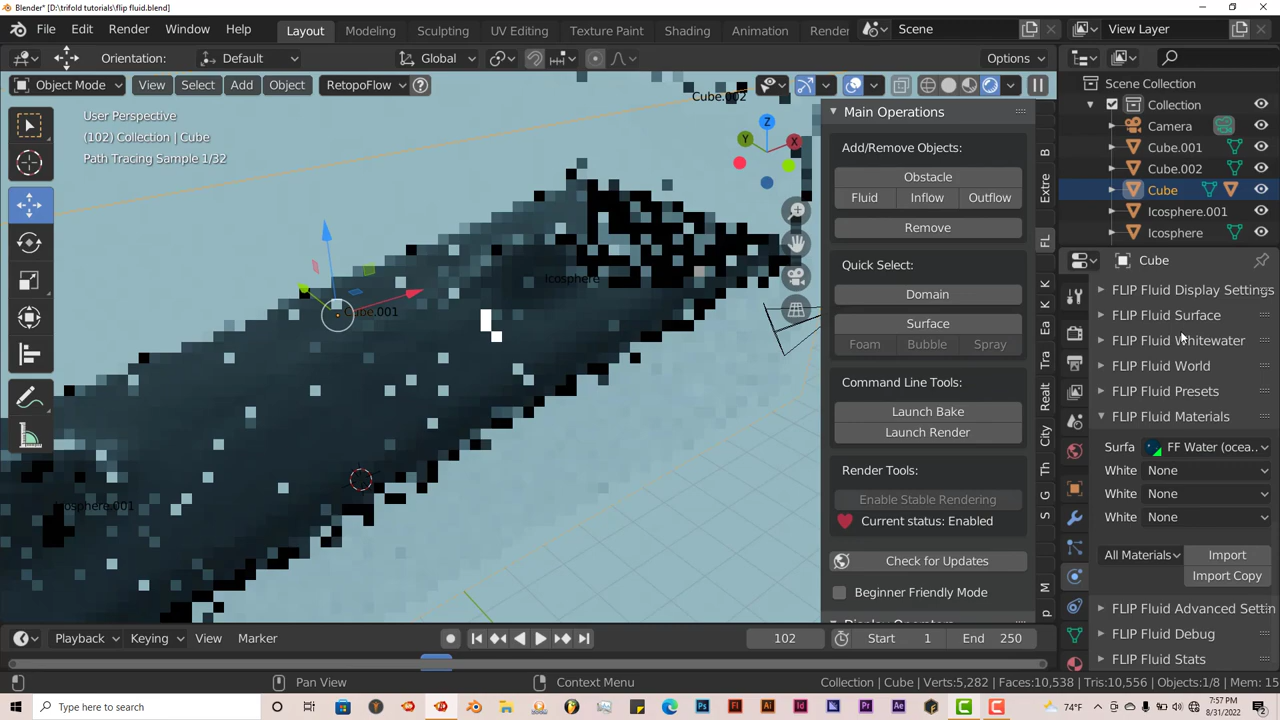 Blender* [D:\trifold tutorials\flip fluid.blend]
File Edit Render Window Help Layout Modeling Sculpting UV Editing Texture Paint Shading Animation Render Scene View Layer
Orientation: Default Global Options
Object Mode View Select Add Object RetopoFlow
User Perspective
(102) Collection | Cube
Path Tracing Sample 1/32
Cube.002
Icosphere
Cube.001
Icosphere.001
Z
Y
X
Main Operations
Add/Remove Objects:
Obstacle
Fluid Inflow Outflow
Remove
Quick Select:
Domain
Surface
Foam Bubble Spray
Command Line Tools:
Launch Bake
Launch Render
Render Tools:
Enable Stable Rendering
Current status: Enabled
Check for Updates
Beginner Friendly Mode
B
Extre
FL
K
K
Ea
Tra
Realt
City
Th
G
S
M
p
Scene Collection
Collection
Camera
Cube.001
Cube.002
Cube
Icosphere.001
Icosphere
Cube
FLIP Fluid Display Settings
FLIP Fluid Surface
FLIP Fluid Whitewater
FLIP Fluid World
FLIP Fluid Presets
FLIP Fluid Materials
Surfa FF Water (ocea..
White None
White None
White None
All Materials Import
Import Copy
FLIP Fluid Advanced Settin
FLIP Fluid Debug
FLIP Fluid Stats
Playback Keying View Marker 102 Start 1 End 250
Pan View Context Menu Collection | Cube | Verts:5,282 | Faces:10,538 | Tris:10,556 | Objects:1/8 | Mem: 15
Type here to search 74°F 7:57 PM
8/31/2022